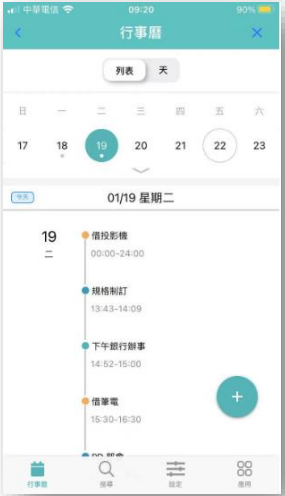 中華電信 09:20 90%
行事曆
列表 天
日 一 二 三 四 五 六
17 18 19 20 21 22 23
今天 01/19 星期二
19 借投影機
二 00:00-24:00
規格制訂
13:43-14:09
下午銀行辦事
14:52-15:00
借筆電
15:30-16:30
行事曆 搜尋 設定 應用